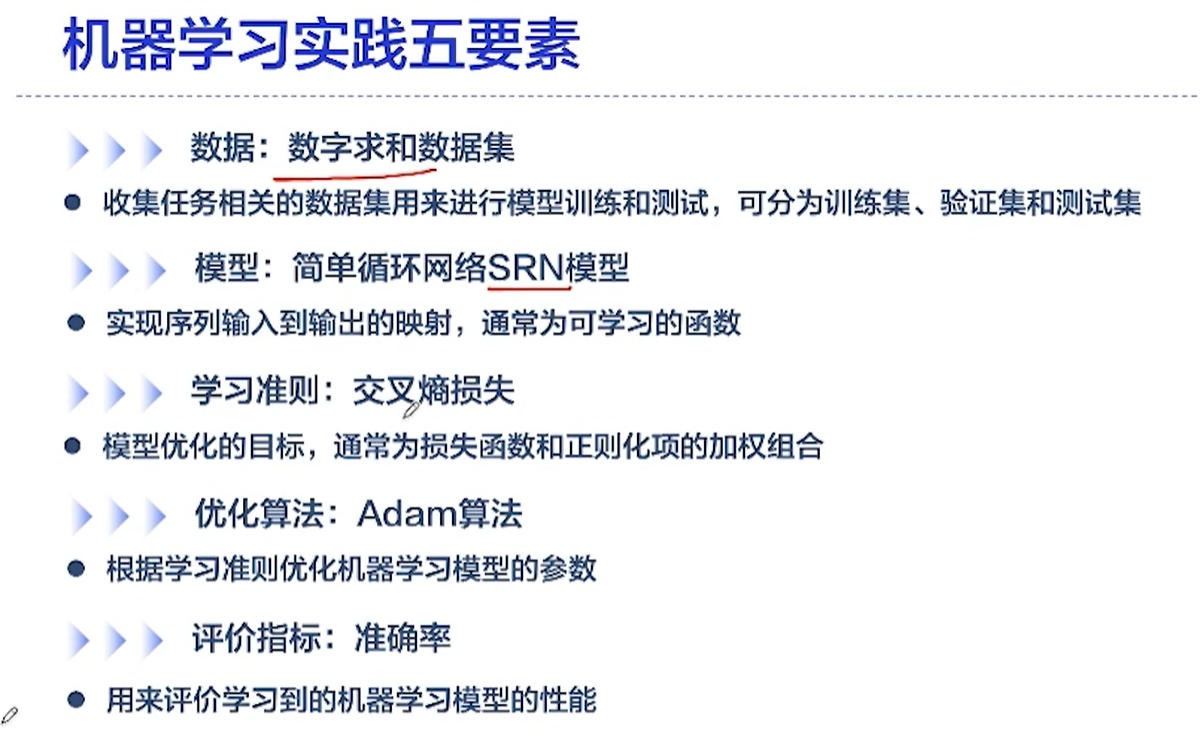 机器学习实践五要素
数据：数字求和数据集
收集任务相关的数据集用来进行模型训练和测试，可分为训练集、验证集和测试集
模型：简单循环网络SRN模型
实现序列输入到输出的映射，通常为可学习的函数
学习准则：交叉熵损失
模型优化的目标，通常为损失函数和正则化项的加权组合
优化算法：Adam算法
根据学习准则优化机器学习模型的参数
评价指标：准确率
用来评价学习到的机器学习模型的性能